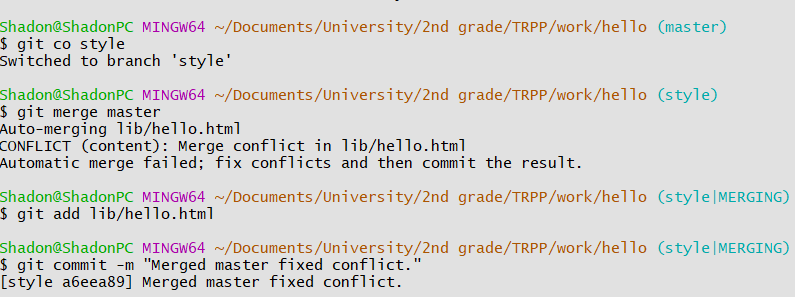 Shadon@ShadonPC MINGW64 ~/Documents/University/2nd grade/TRPP/work/hello (master)
$ git co style
Switched to branch 'style'
Shadon@ShadonPC MINGW64 ~/Documents/University/2nd grade/TRPP/work/hello (style)
$ git merge master
Auto-merging lib/hello.html
CONFLICT (content): Merge conflict in lib/hello.html
Automatic merge failed; fix conflicts and then commit the result.
Shadon@ShadonPC MINGW64 ~/Documents/University/2nd grade/TRPP/work/hello (style|MERGING)
$ git add lib/hello.html
Shadon@ShadonPC MINGW64 ~/Documents/University/2nd grade/TRPP/work/hello (style|MERGING)
$ git commit -m "Merged master fixed conflict."
[style a6eea89] Merged master fixed conflict.